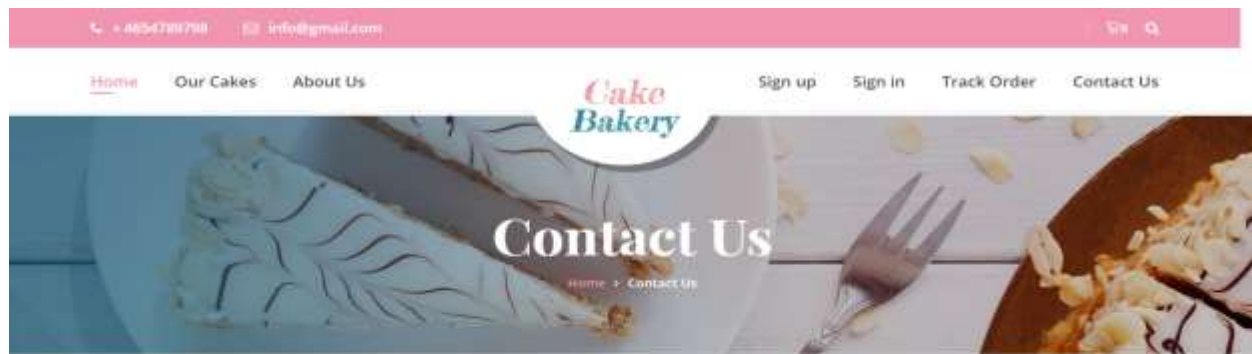 + 4654789798 info@gmail.com
Home Our Cakes About Us
Cake
Bakery
Sign up Sign in Track Order Contact Us
Contact Us
Home > Contact Us